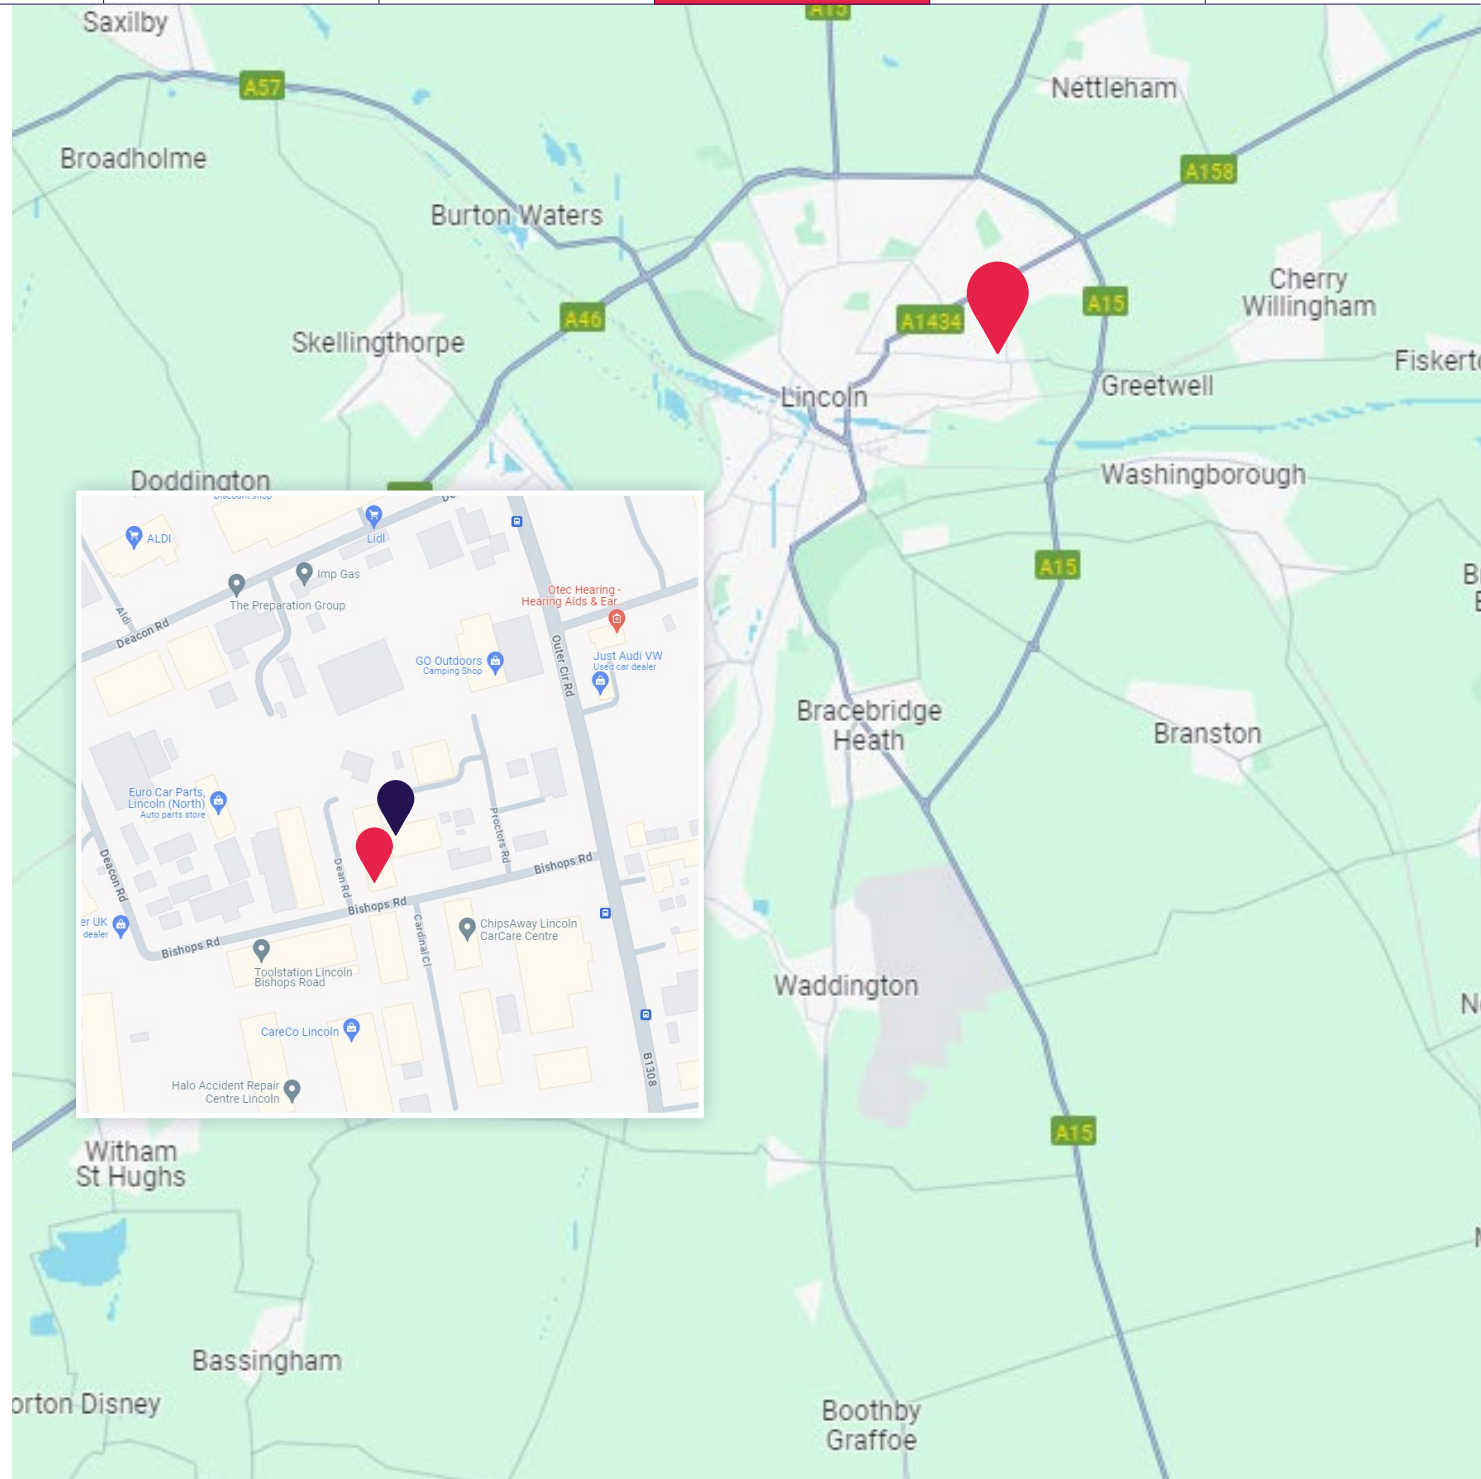 A15
Saxilby
A57
Nettleham
Broadholme
A158
Burton Waters
Cherry
Willingham
A46
A1434
A15
Skellingthorpe
Lincoln
Greetwell
Doddington
Washingborough
A15
Bracebridge
Heath
Branston
Waddington
A15
Witham
St Hughs
Bassingham
Boothby
Graffoe
Discount shop
ALDI
Lidl
Imp Gas
The Preparation Group
Aldi
Deacon Rd
Otec Hearing -
Hearing Aids & Ear...
GO Outdoors
Camping Shop
Outer Cir Rd
Just Audi VW
Used car dealer
Euro Car Parts,
Lincoln (North)
Auto parts store
Deacon Rd
Dean Rd
Proctors Rd
Bishops Rd
Bishops Rd
Bishops Rd
er UK
dealer
Cardinal Cl
ChipsAway Lincoln
CarCare Centre
Toolstation Lincoln
Bishops Road
CareCo Lincoln
Halo Accident Repair
Centre Lincoln
B1308